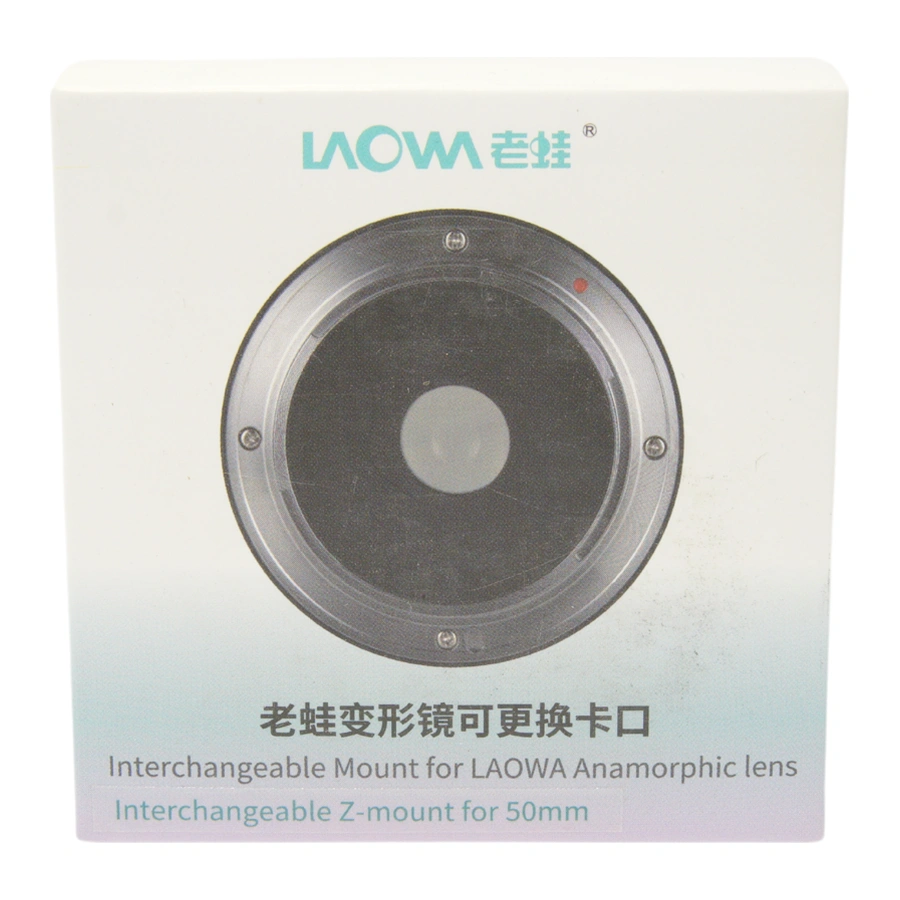 LAOWA 老蛙®
老蛙变形镜可更换卡口
Interchangeable Mount for LAOWA Anamorphic lens
Interchangeable Z-mount for 50mm